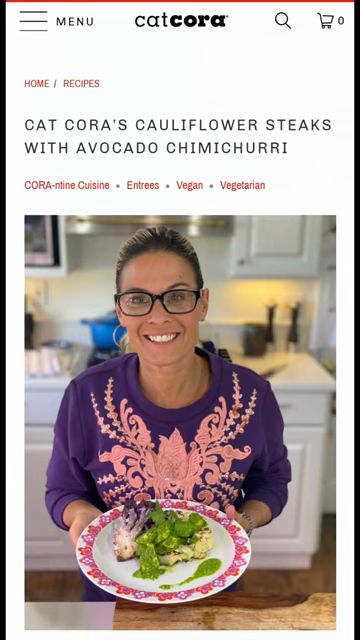 MENU
catcora
0
HOME / RECIPES
CAT CORA'S CAULIFLOWER STEAKS
WITH AVOCADO CHIMICHURRI
CORA-ntine Cuisine • Entrees • Vegan • Vegetarian